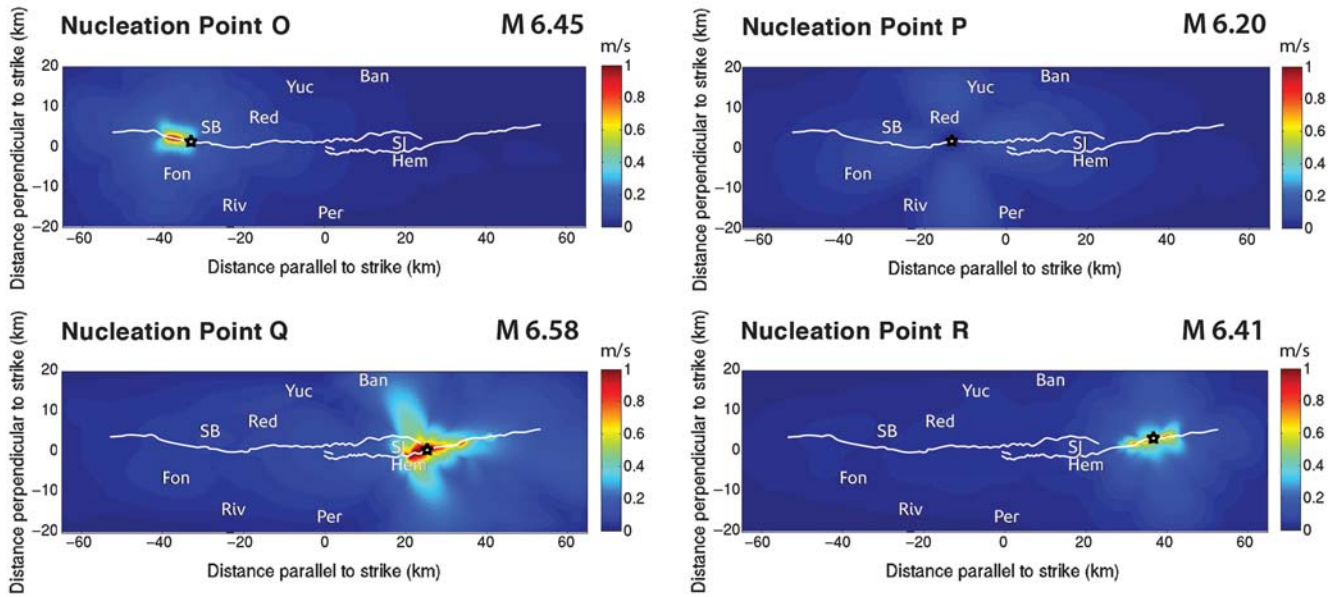 Nucleation Point O M 6.45
m/s
Distance perpendicular to strike (km)
20
10
0
−10
−20
Yuc Ban
SB Red
SJ
Hem
Fon
Riv Per
−60 −40 −20 0 20 40 60
Distance parallel to strike (km)
1
0.8
0.6
0.4
0.2
0
Nucleation Point P M 6.20
m/s
Distance perpendicular to strike (km)
20
10
0
−10
−20
Yuc Ban
SB Red
SJ
Hem
Fon
Riv Per
−60 −40 −20 0 20 40 60
Distance parallel to strike (km)
1
0.8
0.6
0.4
0.2
0
Nucleation Point Q M 6.58
m/s
Distance perpendicular to strike (km)
20
10
0
−10
−20
Yuc Ban
SB Red
SJ
Hem
Fon
Riv Per
−60 −40 −20 0 20 40 60
Distance parallel to strike (km)
1
0.8
0.6
0.4
0.2
0
Nucleation Point R M 6.41
m/s
Distance perpendicular to strike (km)
20
10
0
−10
−20
Yuc Ban
SB Red
SJ
Hem
Fon
Riv Per
−60 −40 −20 0 20 40 60
Distance parallel to strike (km)
1
0.8
0.6
0.4
0.2
0